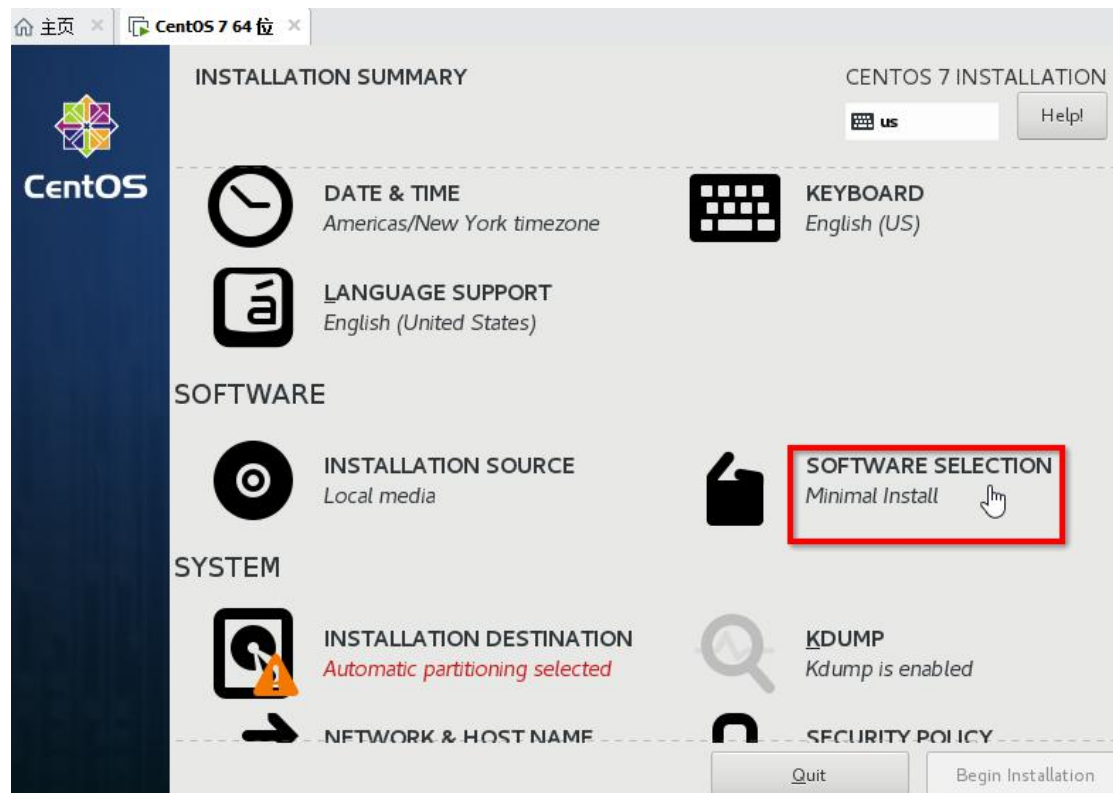 主页 × CentOS 7 64 位 ×
INSTALLATION SUMMARY
CENTOS 7 INSTALLATION
us
Help!
CentOS
DATE & TIME
Americas/New York timezone
KEYBOARD
English (US)
á
LANGUAGE SUPPORT
English (United States)
SOFTWARE
INSTALLATION SOURCE
Local media
SOFTWARE SELECTION
Minimal Install
SYSTEM
INSTALLATION DESTINATION
Automatic partitioning selected
KDUMP
Kdump is enabled
NETWORK & HOST NAME
SECURITY POLICY
Quit
Begin Installation